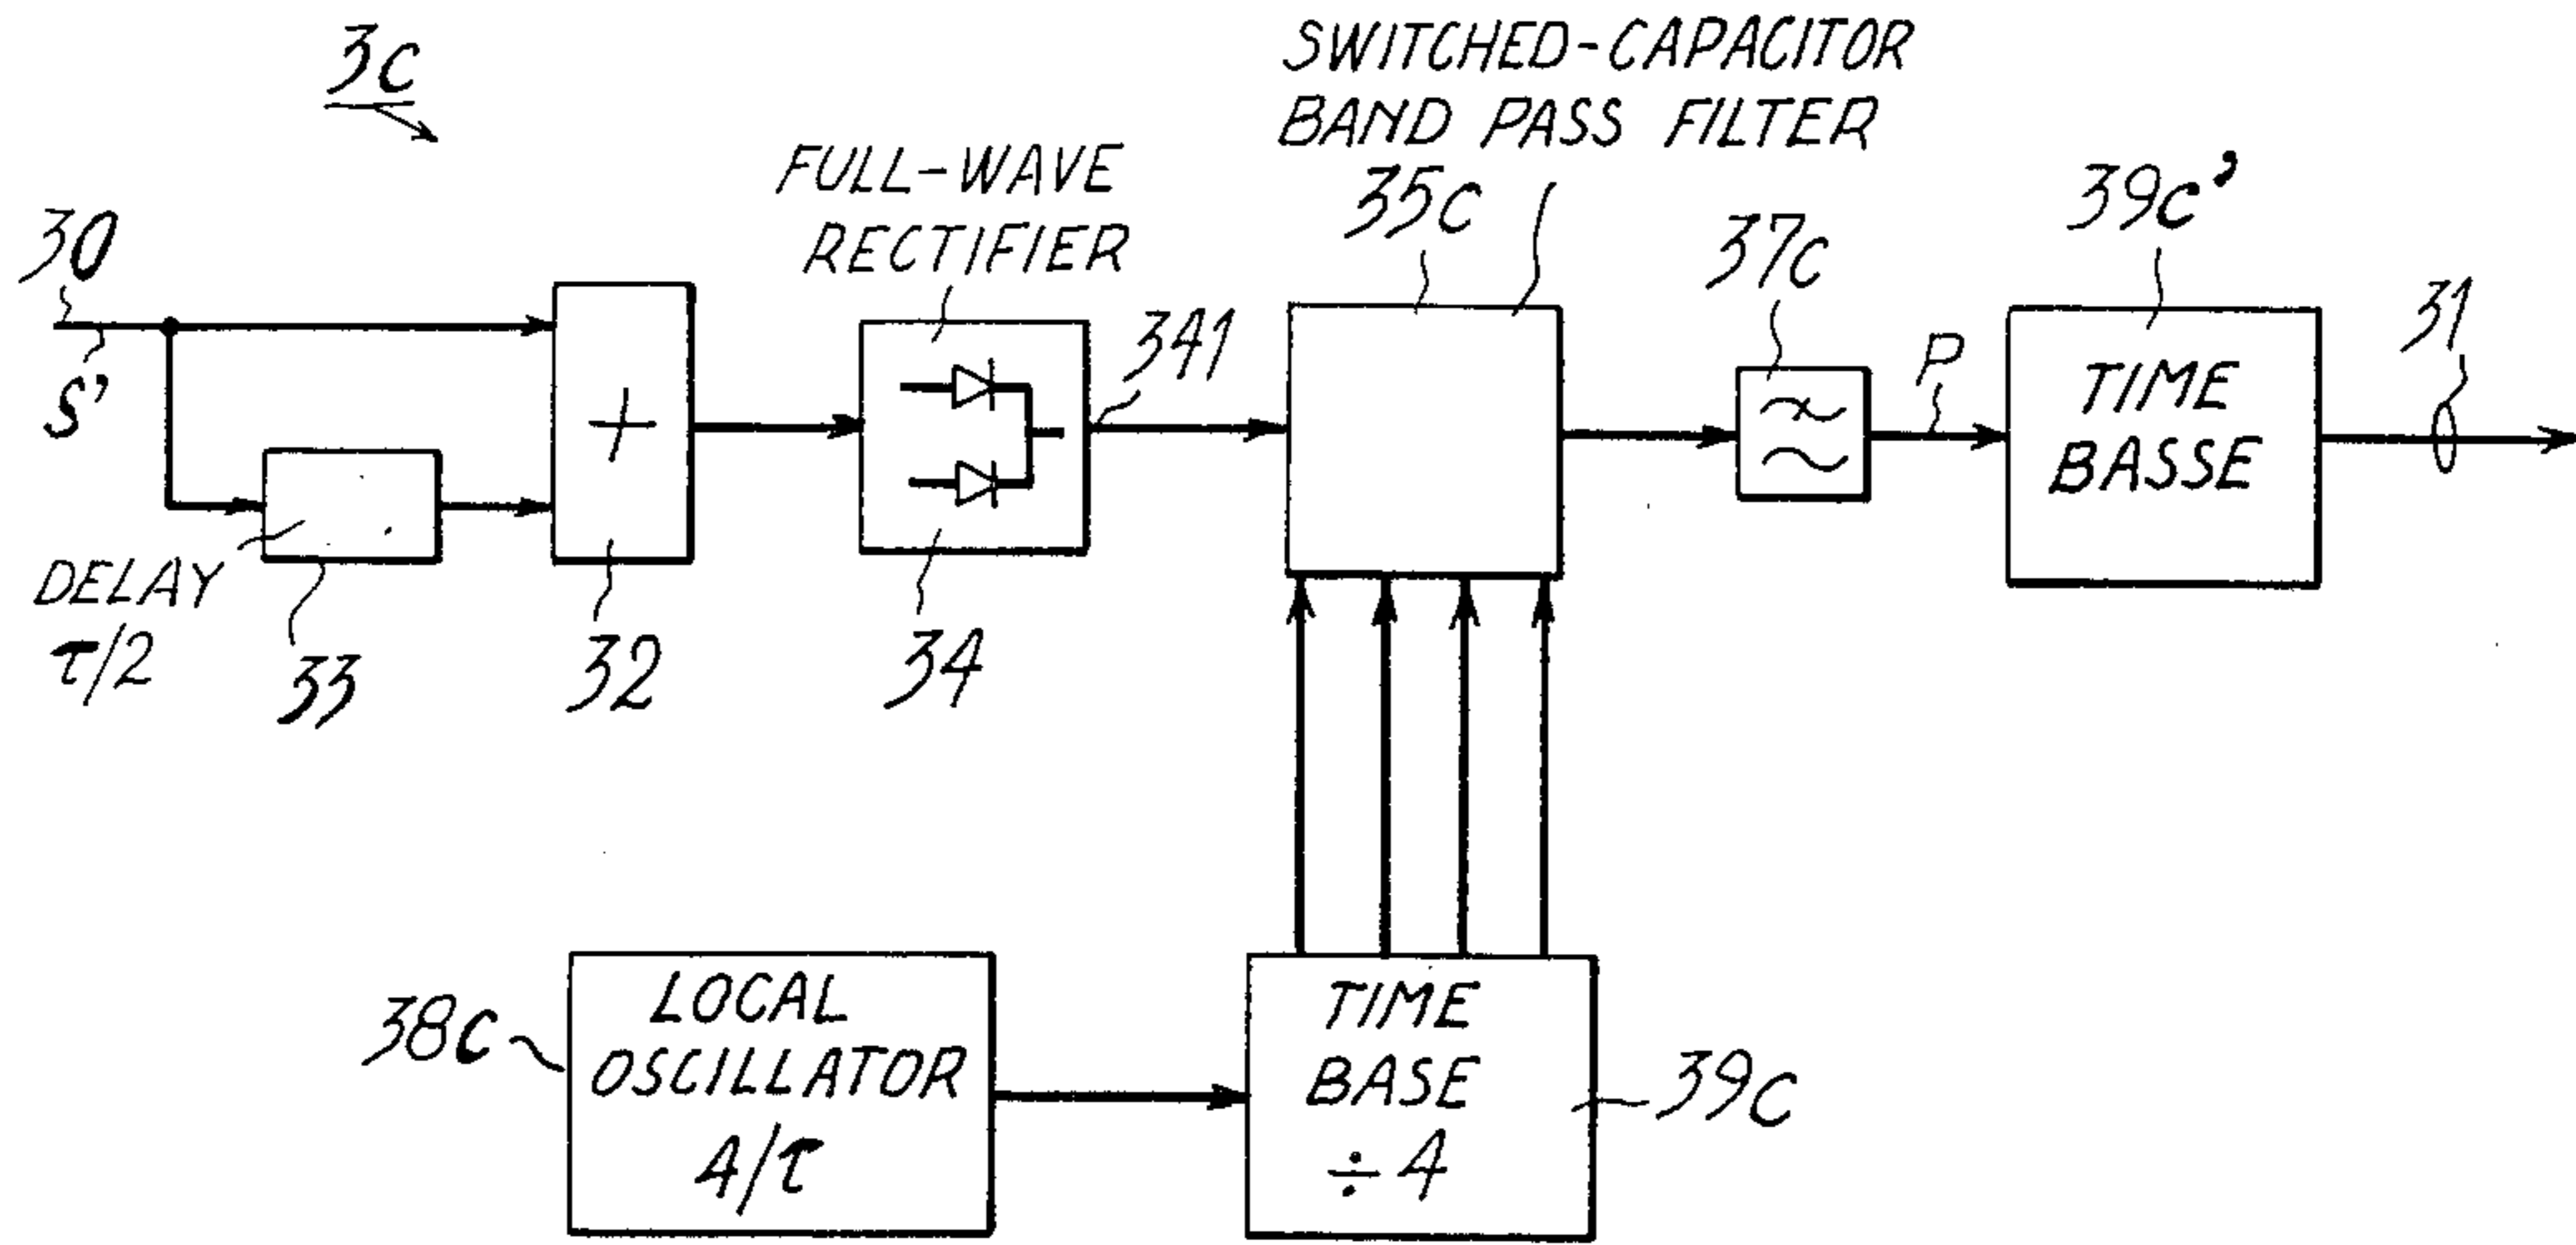 3c
SWITCHED-CAPACITOR
BAND PASS FILTER
35c
FULL-WAVE
RECTIFIER
30
S'
341
37c
P
39c'
TIME
BASSE
31
+
DELAY
τ/2
33
32
34
38c
LOCAL
OSCILLATOR
4/τ
TIME
BASE
÷4
39c